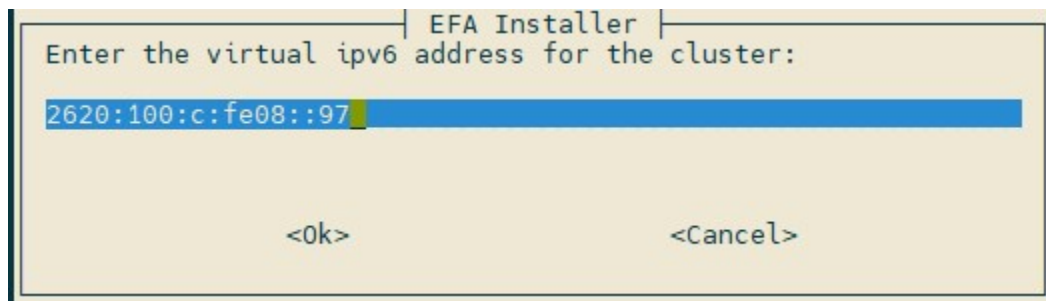 EFA Installer
Enter the virtual ipv6 address for the cluster:
2620:100:c:fe08::97
<Ok> <Cancel>